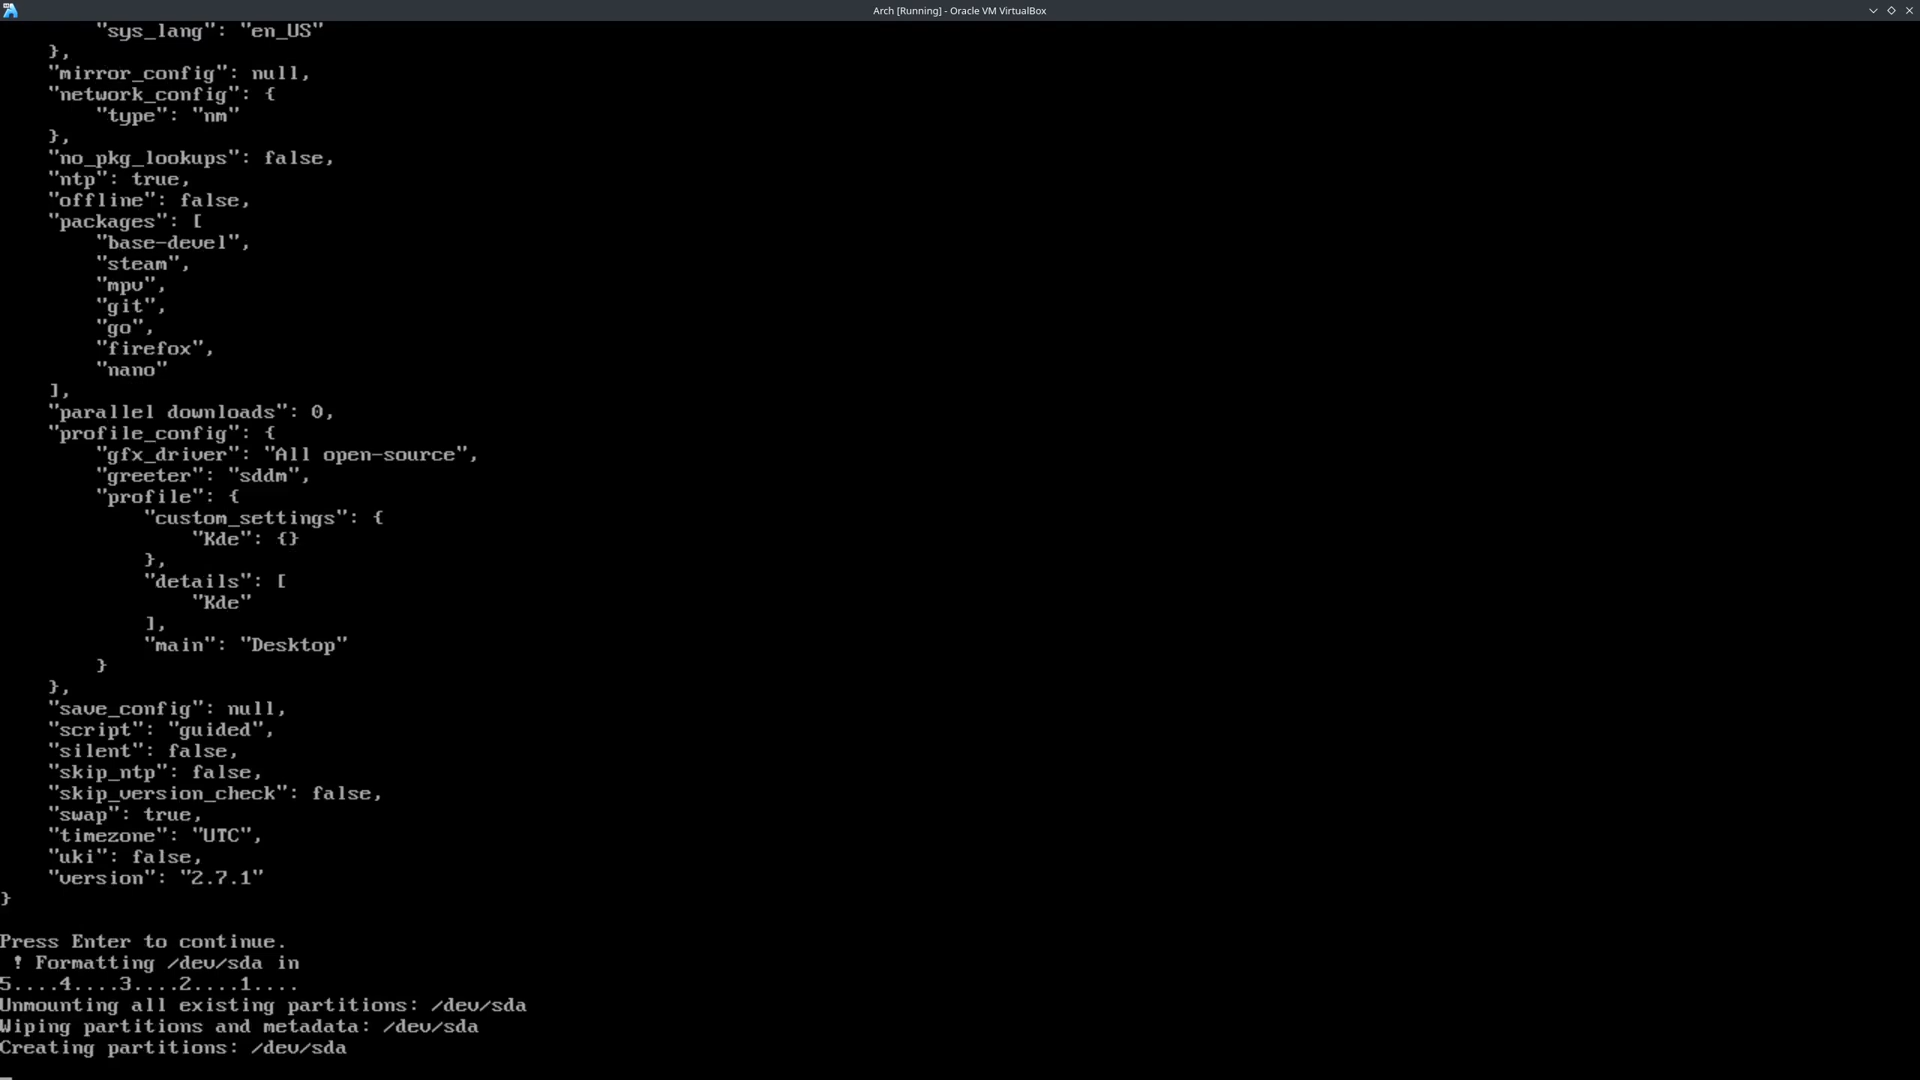 Arch [Running] - Oracle VM VirtualBox
        "sys_lang": "en_US"
    },
    "mirror_config": null,
    "network_config": {
        "type": "nm"
    },
    "no_pkg_lookups": false,
    "ntp": true,
    "offline": false,
    "packages": [
        "base-devel",
        "steam",
        "mpv",
        "git",
        "go",
        "firefox",
        "nano"
    ],
    "parallel downloads": 0,
    "profile_config": {
        "gfx_driver": "All open-source",
        "greeter": "sddm",
        "profile": {
            "custom_settings": {
                "Kde": {}
            },
            "details": [
                "Kde"
            ],
            "main": "Desktop"
        }
    },
    "save_config": null,
    "script": "guided",
    "silent": false,
    "skip_ntp": false,
    "skip_version_check": false,
    "swap": true,
    "timezone": "UTC",
    "uki": false,
    "version": "2.7.1"
}
Press Enter to continue.
 ! Formatting /dev/sda in
5....4....3....2....1....
Unmounting all existing partitions: /dev/sda
Wiping partitions and metadata: /dev/sda
Creating partitions: /dev/sda